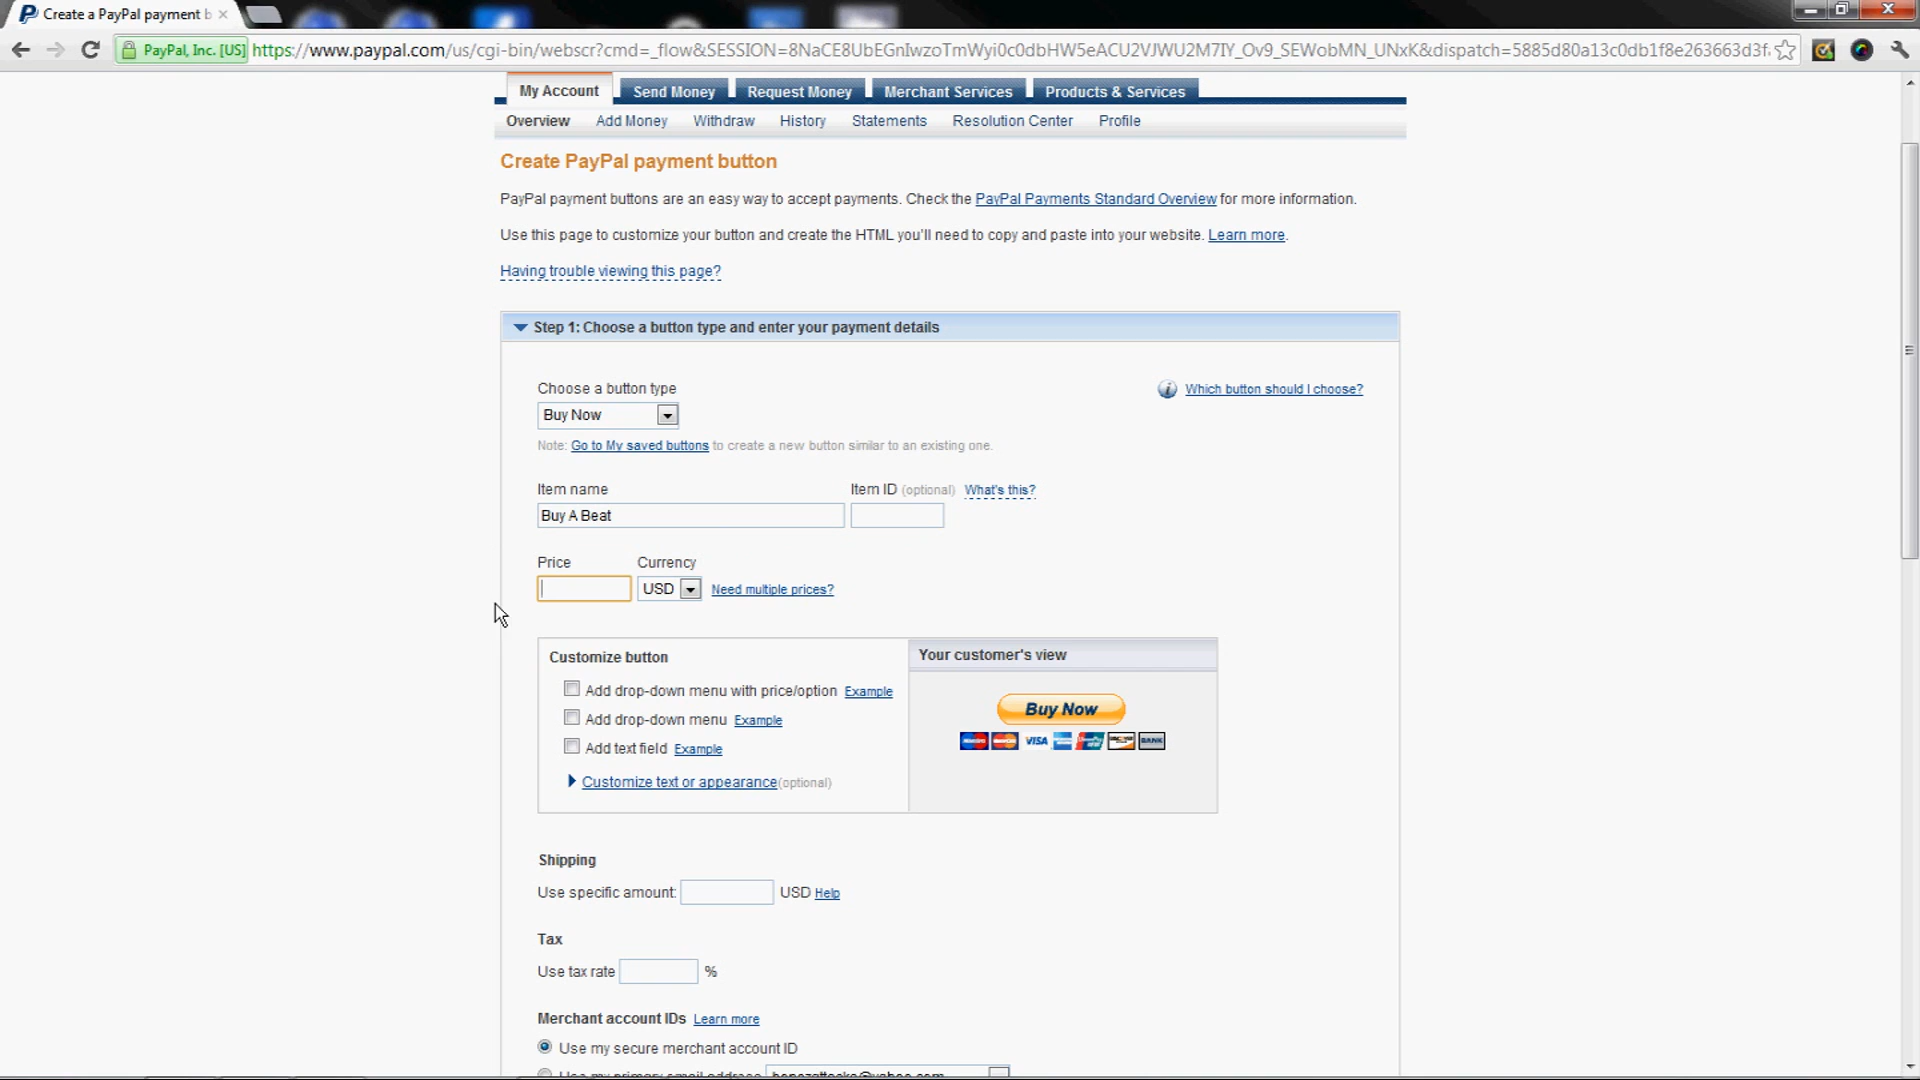 Create a PayPal payment b
PayPal, Inc. [US] https://www.paypal.com/us/cgi-bin/webscr?cmd=_flow&SESSION=8NaCE8UbEGnIwzoTmWyi0c0dbHW5eACU2VJWU2M7IY_Ov9_SEWobMN_UNxK&dispatch=5885d80a13c0db1f8e263663d3f
My Account Send Money Request Money Merchant Services Products & Services
Overview Add Money Withdraw History Statements Resolution Center Profile
Create PayPal payment button
PayPal payment buttons are an easy way to accept payments. Check the PayPal Payments Standard Overview for more information.
Use this page to customize your button and create the HTML you'll need to copy and paste into your website. Learn more.
Having trouble viewing this page?
Step 1: Choose a button type and enter your payment details
Choose a button type
Which button should I choose?
Buy Now
Note: Go to My saved buttons to create a new button similar to an existing one.
Item name Item ID (optional) What's this?
Buy A Beat
Price Currency
USD Need multiple prices?
Customize button
Your customer's view
Add drop-down menu with price/option Example
Buy Now
Add drop-down menu Example
VISA BANK
Add text field Example
Customize text or appearance(optional)
Shipping
Use specific amount: USD Help
Tax
Use tax rate %
Merchant account IDs Learn more
Use my secure merchant account ID
Use my primary email address